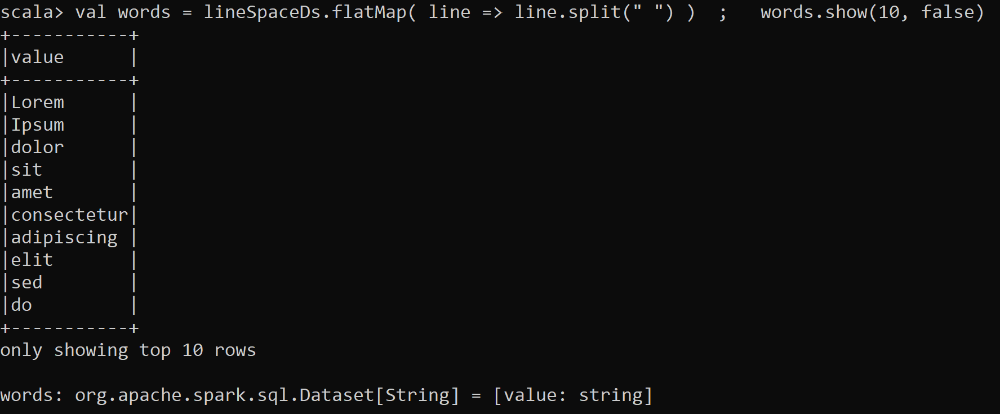 scala> val words = lineSpaceDs.flatMap( line => line.split(" ") )  ;   words.show(10, false)
+-----------+
|value      |
+-----------+
|Lorem      |
|Ipsum      |
|dolor      |
|sit        |
|amet       |
|consectetur|
|adipiscing |
|elit       |
|sed        |
|do         |
+-----------+
only showing top 10 rows

words: org.apache.spark.sql.Dataset[String] = [value: string]